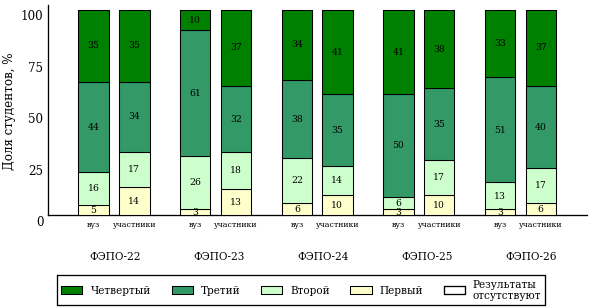 Доля студентов, %
100
75
50
25
0
35 35 10 37 34 41 41 38 33 37
44 34 61 32 38 35 50 35 51 40
16 17 26 18 22 14 6 17 13 17
5 14 3 13 6 10 3 10 3 6
вуз участники вуз участники вуз участники вуз участники вуз участники
ФЭПО-22 ФЭПО-23 ФЭПО-24 ФЭПО-25 ФЭПО-26
Четвертый Третий Второй Первый Результаты
отсутствуют